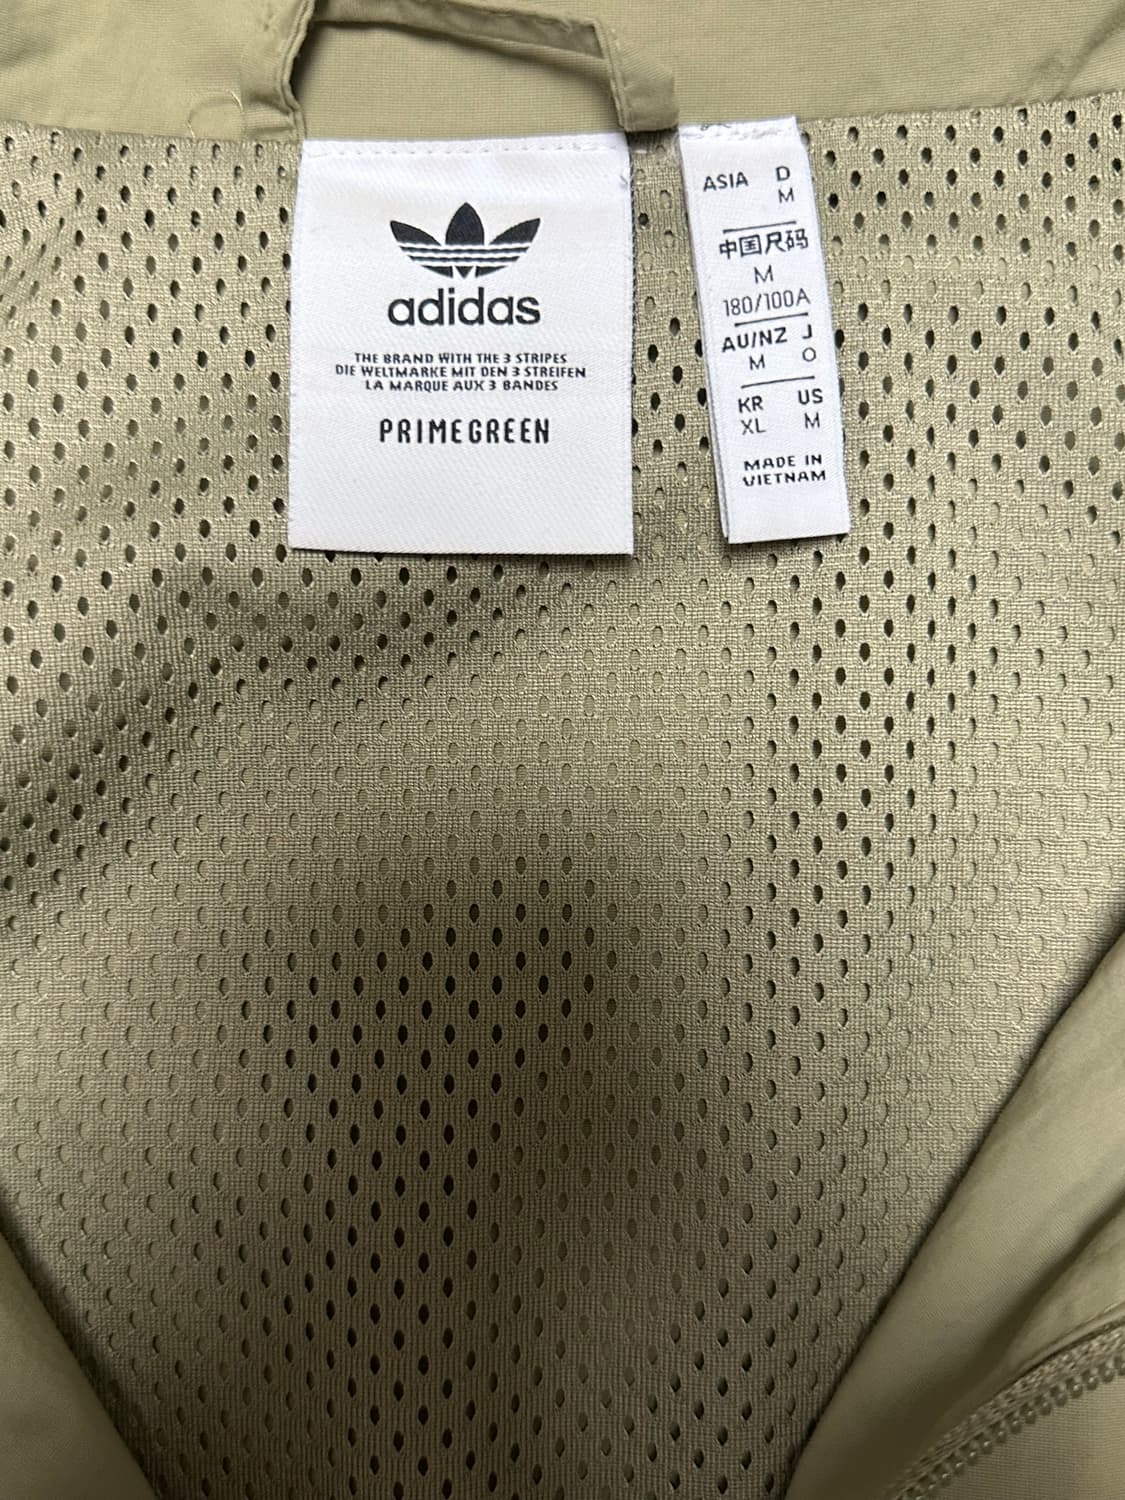 adidas
THE BRAND WITH THE 3 STRIPES
DIE WELTMARKE MIT DEN 3 STREIFEN
LA MARQUE AUX 3 BANDES
PRIMEGREEN
ASIA D
M
中国尺码
M
180/100A
AU/NZ J
M O
KR US
XL M
MADE IN
VIETNAM